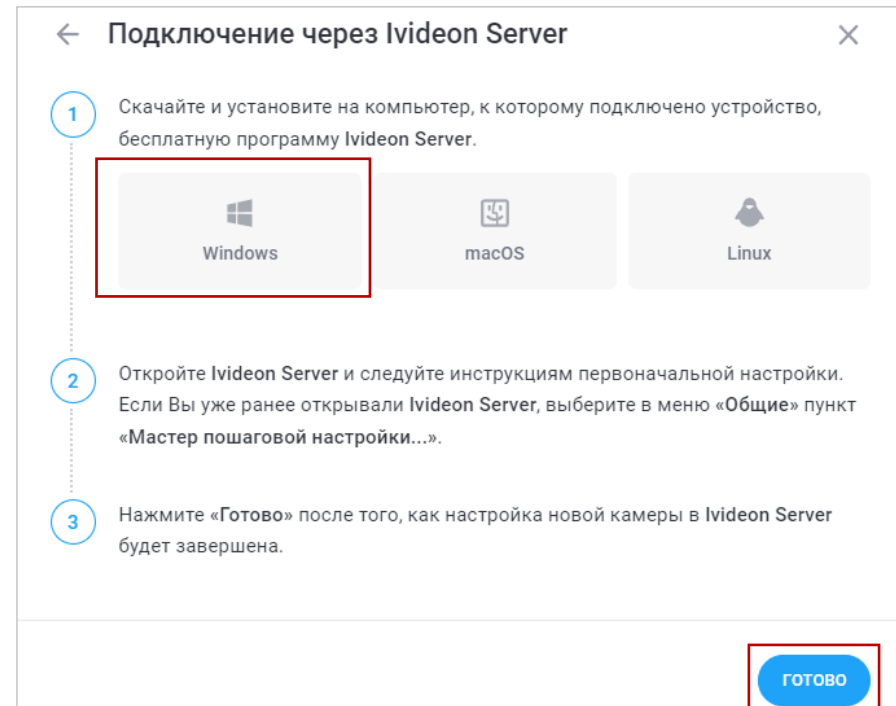 Подключение через Ivideon Server
1
Скачайте и установите на компьютер, к которому подключено устройство,
бесплатную программу Ivideon Server.
Windows
macOS
Linux
2
Откройте Ivideon Server и следуйте инструкциям первоначальной настройки.
Если Вы уже ранее открывали Ivideon Server, выберите в меню «Общие» пункт
«Мастер пошаговой настройки...».
3
Нажмите «Готово» после того, как настройка новой камеры в Ivideon Server
будет завершена.
ГОТОВО